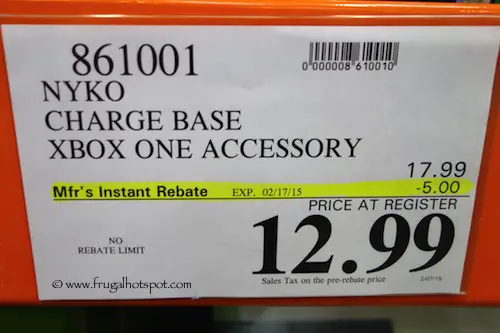 861001
0 000008 610010
NYKO
CHARGE BASE
XBOX ONE ACCESSORY
17.99
Mfr's Instant Rebate EXP. 02/17/15 -5.00
PRICE AT REGISTER
12.99
NO
REBATE LIMIT
Sales Tax on the pre-rebate price
© www.frugalhotspot.com